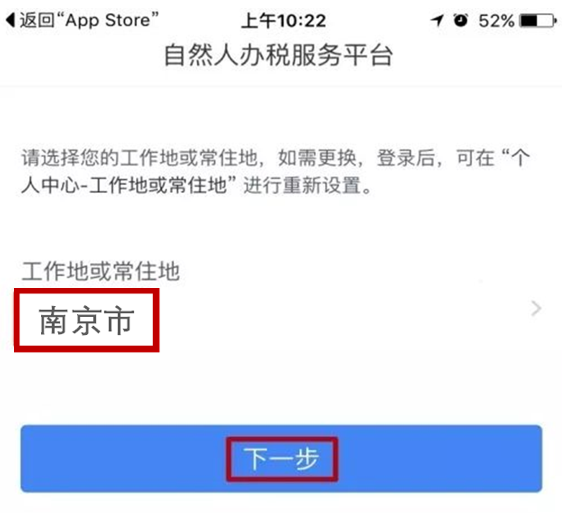 返回“App Store” 上午10:22 52%
自然人办税服务平台
请选择您的工作地或常住地，如需更换，登录后，可在 “个
人中心-工作地或常住地” 进行重新设置。
工作地或常住地
南京市
下一步